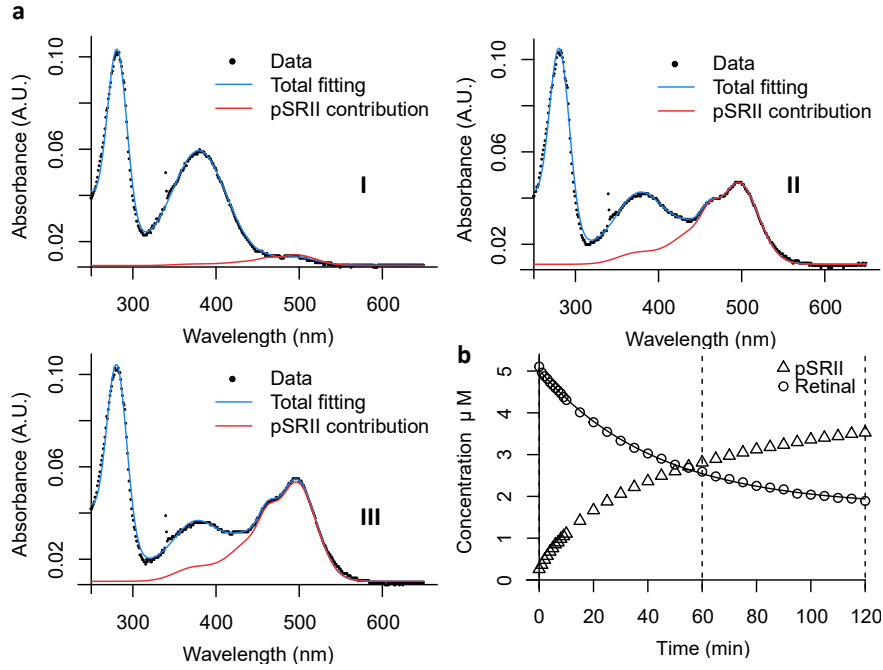 a
Absorbance (A.U.)
0.10
0.06
0.02
Data
Total fitting
pSRII contribution
I
300 400 500 600
Wavelength (nm)
Absorbance (A.U.)
0.10
0.06
0.02
Data
Total fitting
pSRII contribution
II
300 400 500 600
Wavelength (nm)
Absorbance (A.U.)
0.10
0.06
0.02
Data
Total fitting
pSRII contribution
III
300 400 500 600
Wavelength (nm)
b
Concentration μM
5
4
3
2
1
0
pSRII
Retinal
0 20 40 60 80 100 120
Time (min)